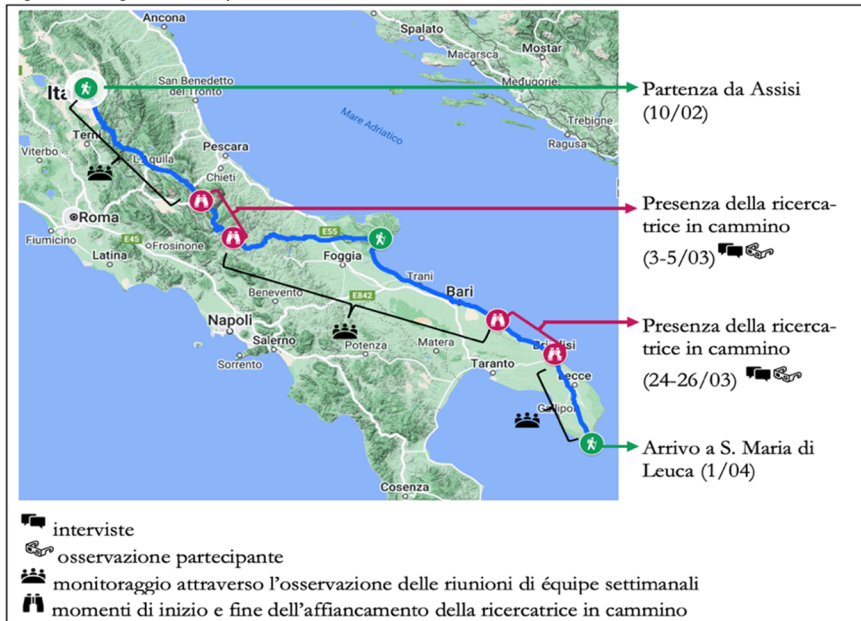 Ancona
Spalato
Mostar
Macarsca
Medugorje
San Benedetto
del Tronto
Ita
Mare Adriatico
Trebigne
Ragusa
Terni
Viterbo
L'Aquila
Pescara
Chieti
Roma
Fiumicino
E45
Frosinone
Latina
E55
Foggia
Trani
Bari
Benevento
E842
Napoli
Salerno
Sorrento
Potenza
Matera
Taranto
Lecce
Cosenza
Partenza da Assisi
(10/02)
Presenza della ricerca-
trice in cammino
(3-5/03)
Presenza della ricerca-
trice in cammino
(24-26/03)
Arrivo a S. Maria di
Leuca (1/04)
interviste
osservazione partecipante
monitoraggio attraverso l'osservazione delle riunioni di équipe settimanali
momenti di inizio e fine dell'affiancamento della ricercatrice in cammino